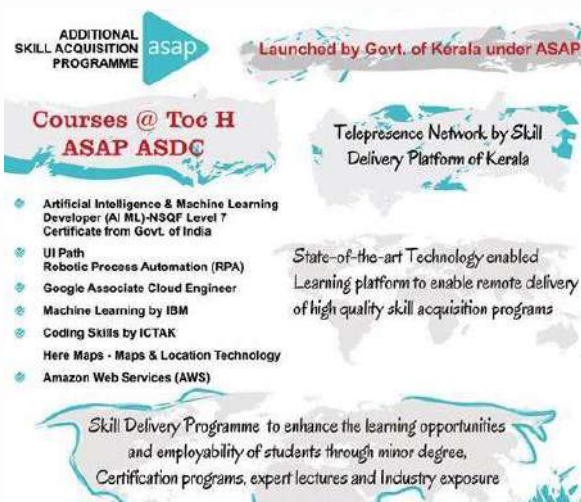 ADDITIONAL
SKILL ACQUISITION
PROGRAMME
asap
Launched by Govt. of Kerala under ASAP
Courses @ Toc H
ASAP ASDC
Telepresence Network by Skill
Delivery Platform of Kerala
Artificial Intelligence & Machine Learning
Developer (AI ML)-NSQF Level 7
Certificate from Govt. of India
UI Path
Robotic Process Automation (RPA)
Google Associate Cloud Engineer
Machine Learning by IBM
Coding Skills by ICTAK
Here Maps - Maps & Location Technology
Amazon Web Services (AWS)
State-of-the-art Technology enabled
Learning platform to enable remote delivery
of high quality skill acquisition programs
Skill Delivery Programme to enhance the learning opportunities
and employability of students through minor degree,
Certification programs, expert lectures and Industry exposure